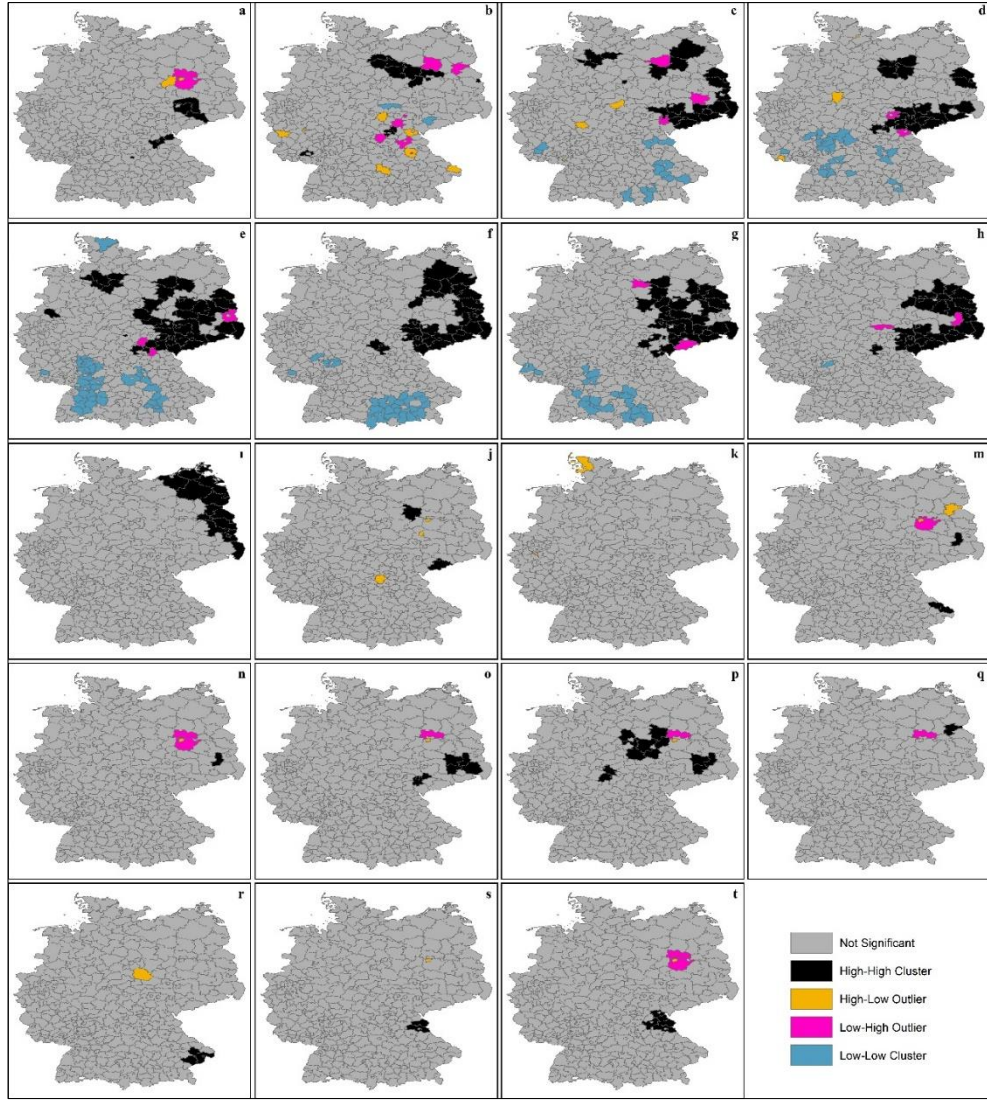 a
b
c
d
e
f
g
h
ı
j
k
m
n
o
p
q
r
s
t
Not Significant
High-High Cluster
High-Low Outlier
Low-High Outlier
Low-Low Cluster